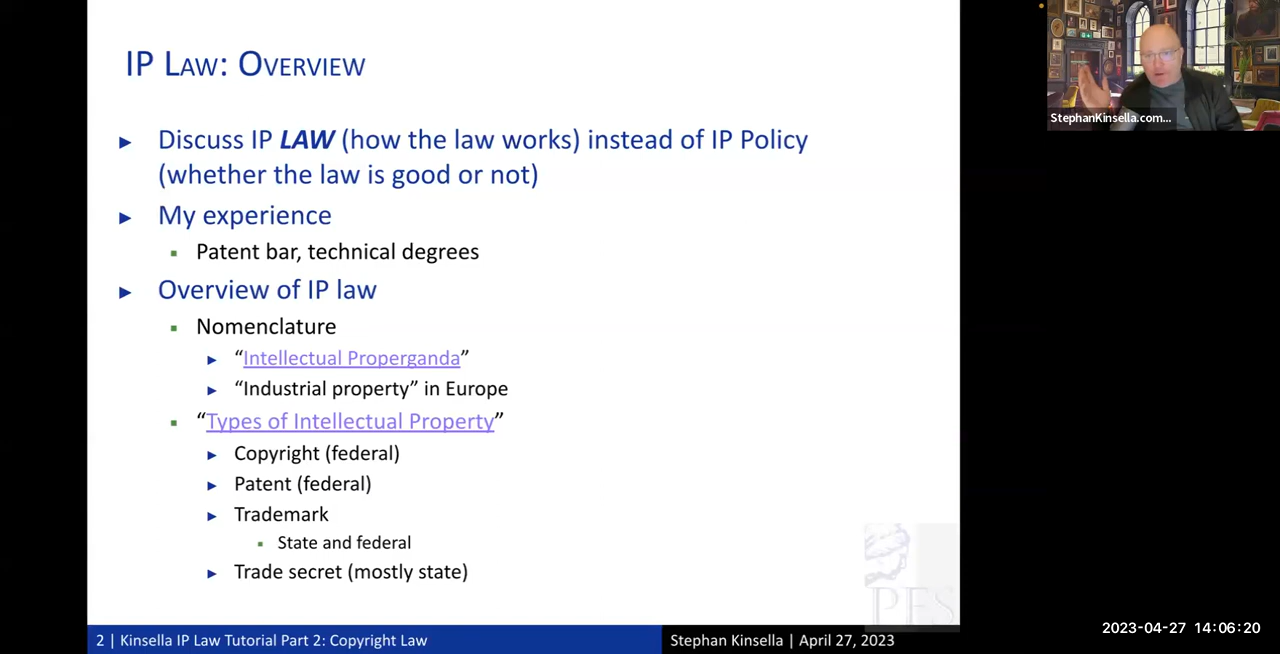 IP LAW: OVERVIEW
► Discuss IP LAW (how the law works) instead of IP Policy
(whether the law is good or not)
► My experience
▪ Patent bar, technical degrees
► Overview of IP law
▪ Nomenclature
► “Intellectual Properganda”
► “Industrial property” in Europe
▪ “Types of Intellectual Property”
► Copyright (federal)
► Patent (federal)
► Trademark
▪ State and federal
► Trade secret (mostly state)
PFS
2 | Kinsella IP Law Tutorial Part 2: Copyright Law
Stephan Kinsella | April 27, 2023
StephanKinsella.com...
2023-04-27 14:06:20